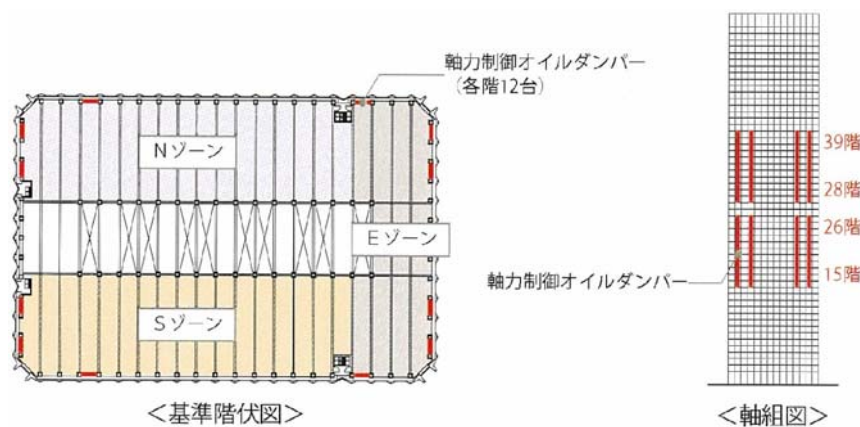 軸力制御オイルダンパー
（各階12台）
Nゾーン
Eゾーン
Sゾーン
＜基準階伏図＞
39階
28階
26階
15階
軸力制御オイルダンパー
＜軸組図＞